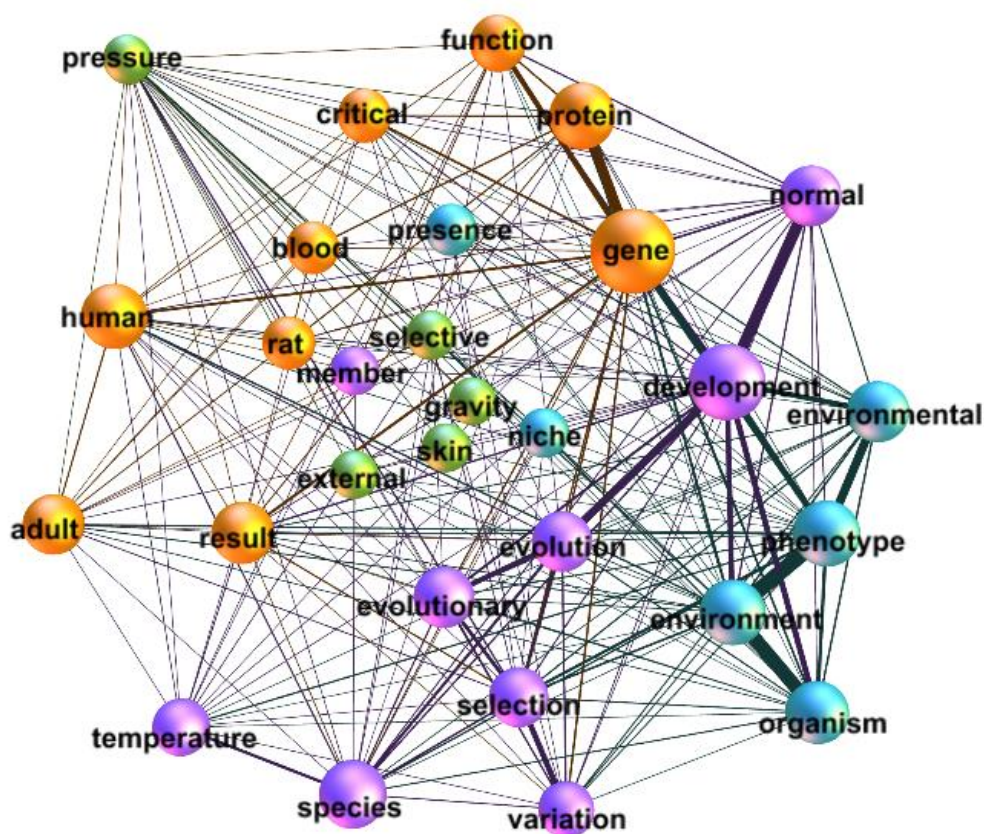 function
pressure
critical
protein
normal
presence
blood
gene
human
selective
rat
member
development
gravity
environmental
niche
skin
external
adult
result
evolution
phenotype
evolutionary
environment
selection
organism
temperature
species
variation